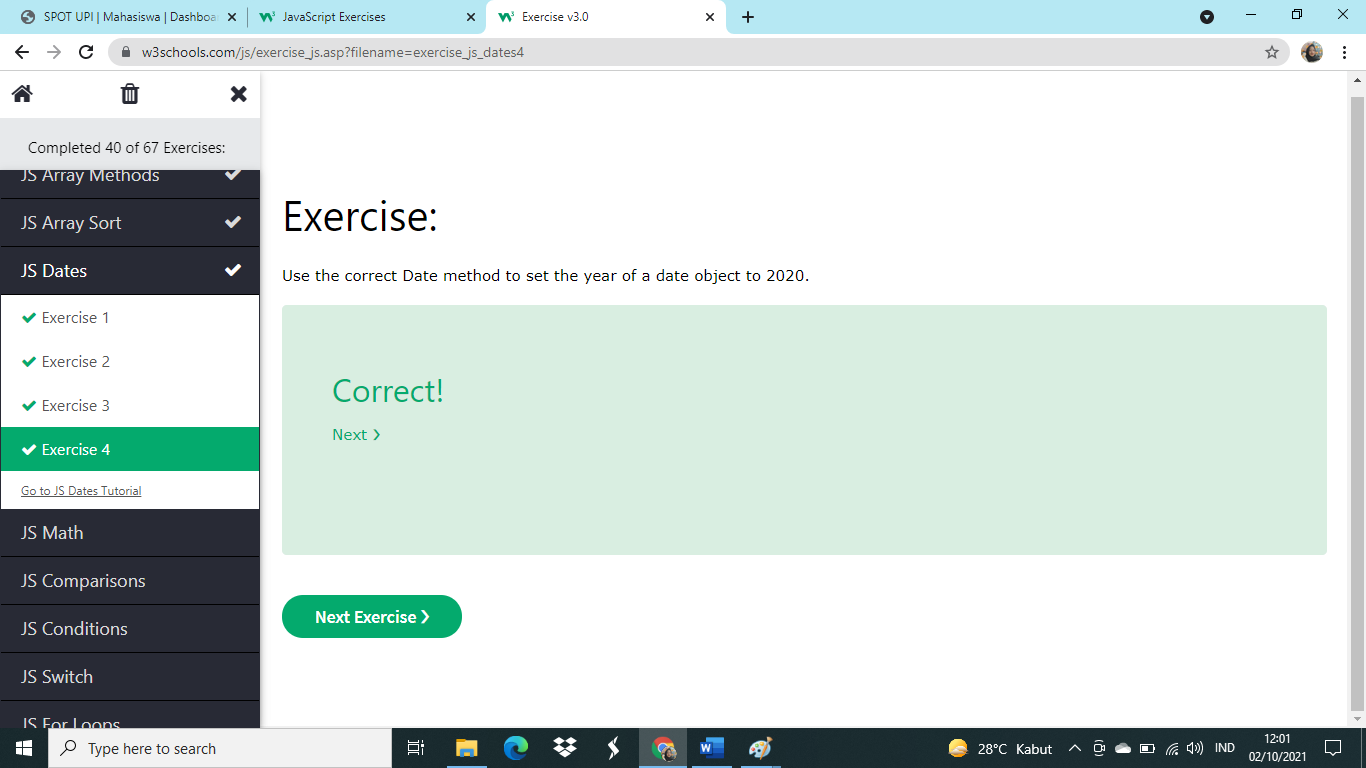 SPOT UPI | Mahasiswa | Dashboa
JavaScript Exercises
Exercise v3.0
w3schools.com/js/exercise_js.asp?filename=exercise_js_dates4
Completed 40 of 67 Exercises:
JS Array Methods
JS Array Sort
JS Dates
Exercise 1
Exercise 2
Exercise 3
Exercise 4
Go to JS Dates Tutorial
JS Math
JS Comparisons
JS Conditions
JS Switch
JS For Loops
Exercise:
Use the correct Date method to set the year of a date object to 2020.
Correct!
Next ❯
Next Exercise ❯
Type here to search
28°C Kabut
IND
12:01
02/10/2021